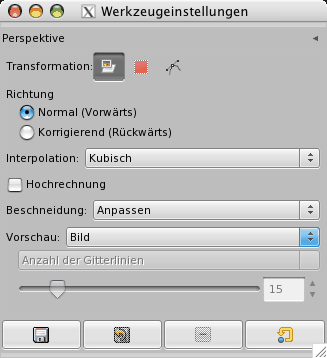 Werkzeugeinstellungen
Perspektive
Transformation:
Richtung
Normal (Vorwärts)
Korrigierend (Rückwärts)
Interpolation: Kubisch
Hochrechnung
Beschneidung: Anpassen
Vorschau: Bild
Anzahl der Gitterlinien
15